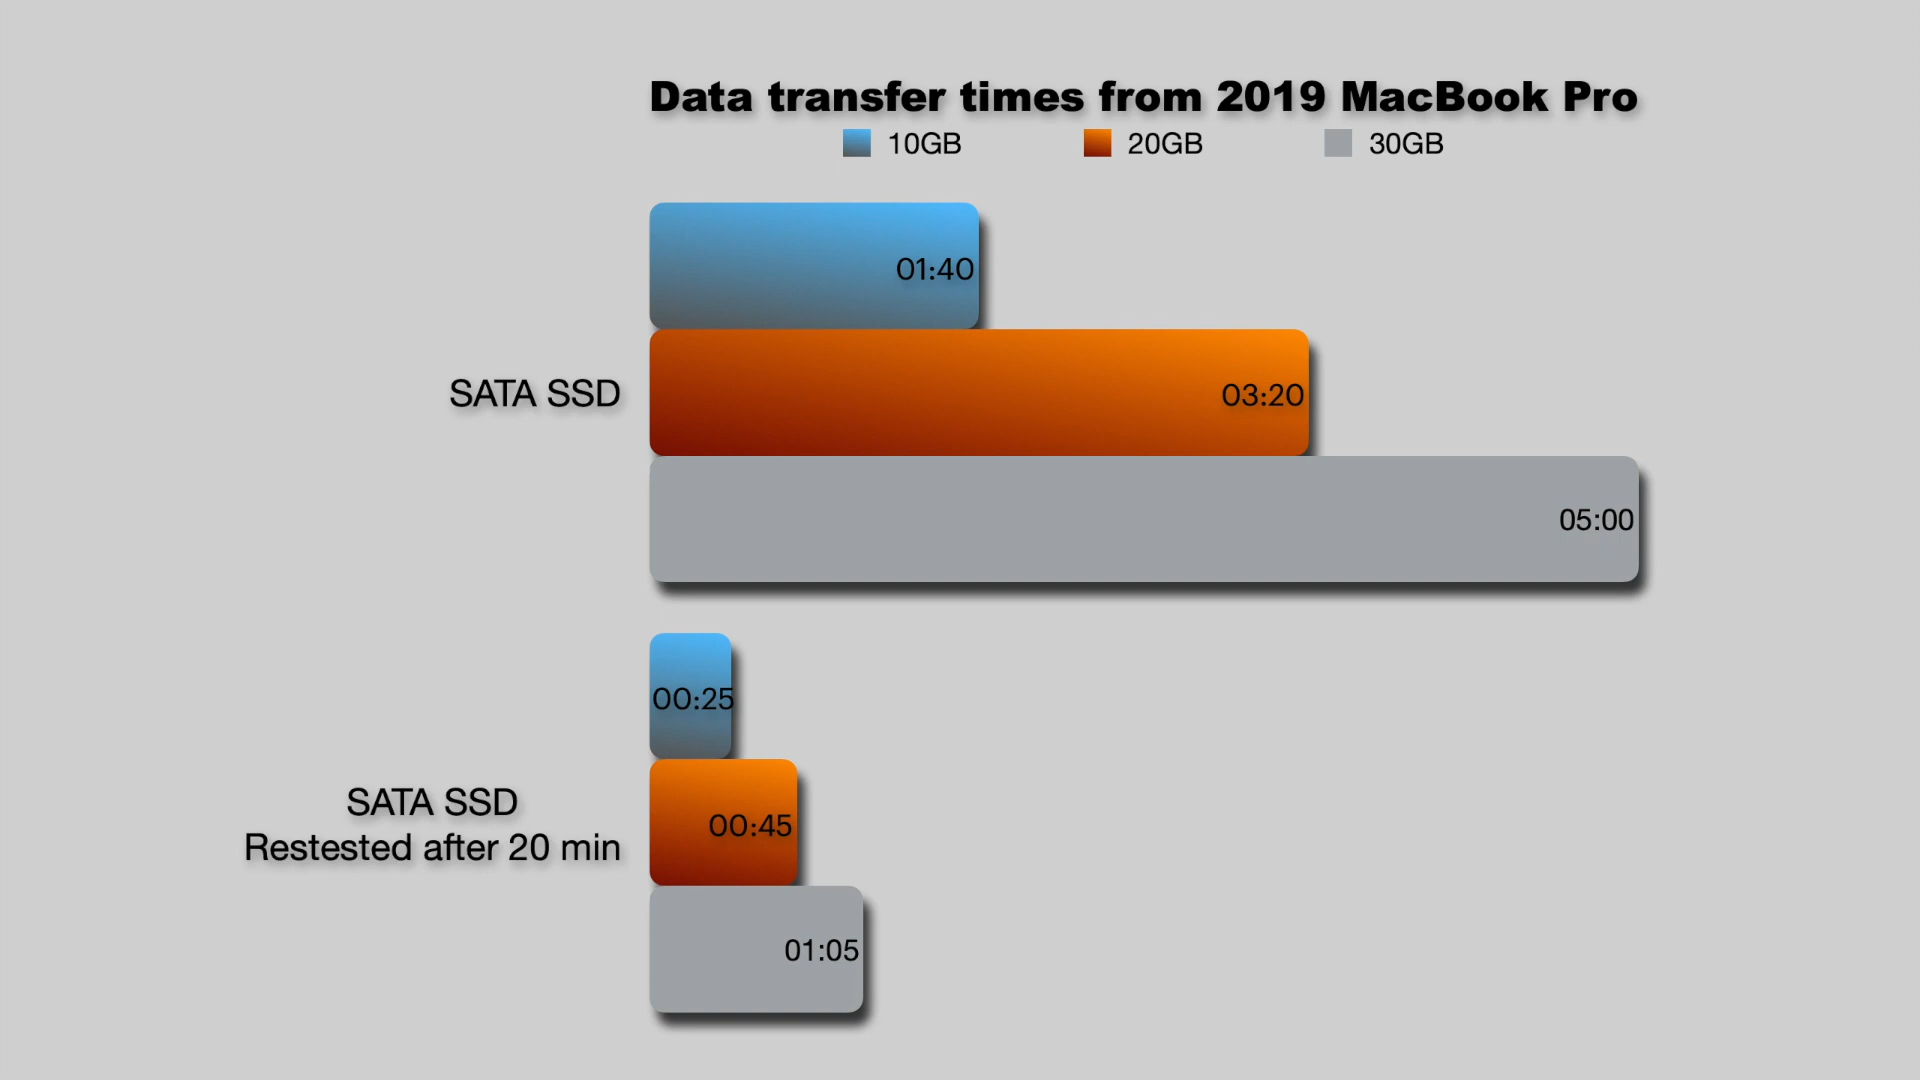 Data transfer times from 2019 MacBook Pro
10GB 20GB 30GB
01:40
SATA SSD
03:20
05:00
00:25
SATA SSD
Restested after 20 min
00:45
01:05